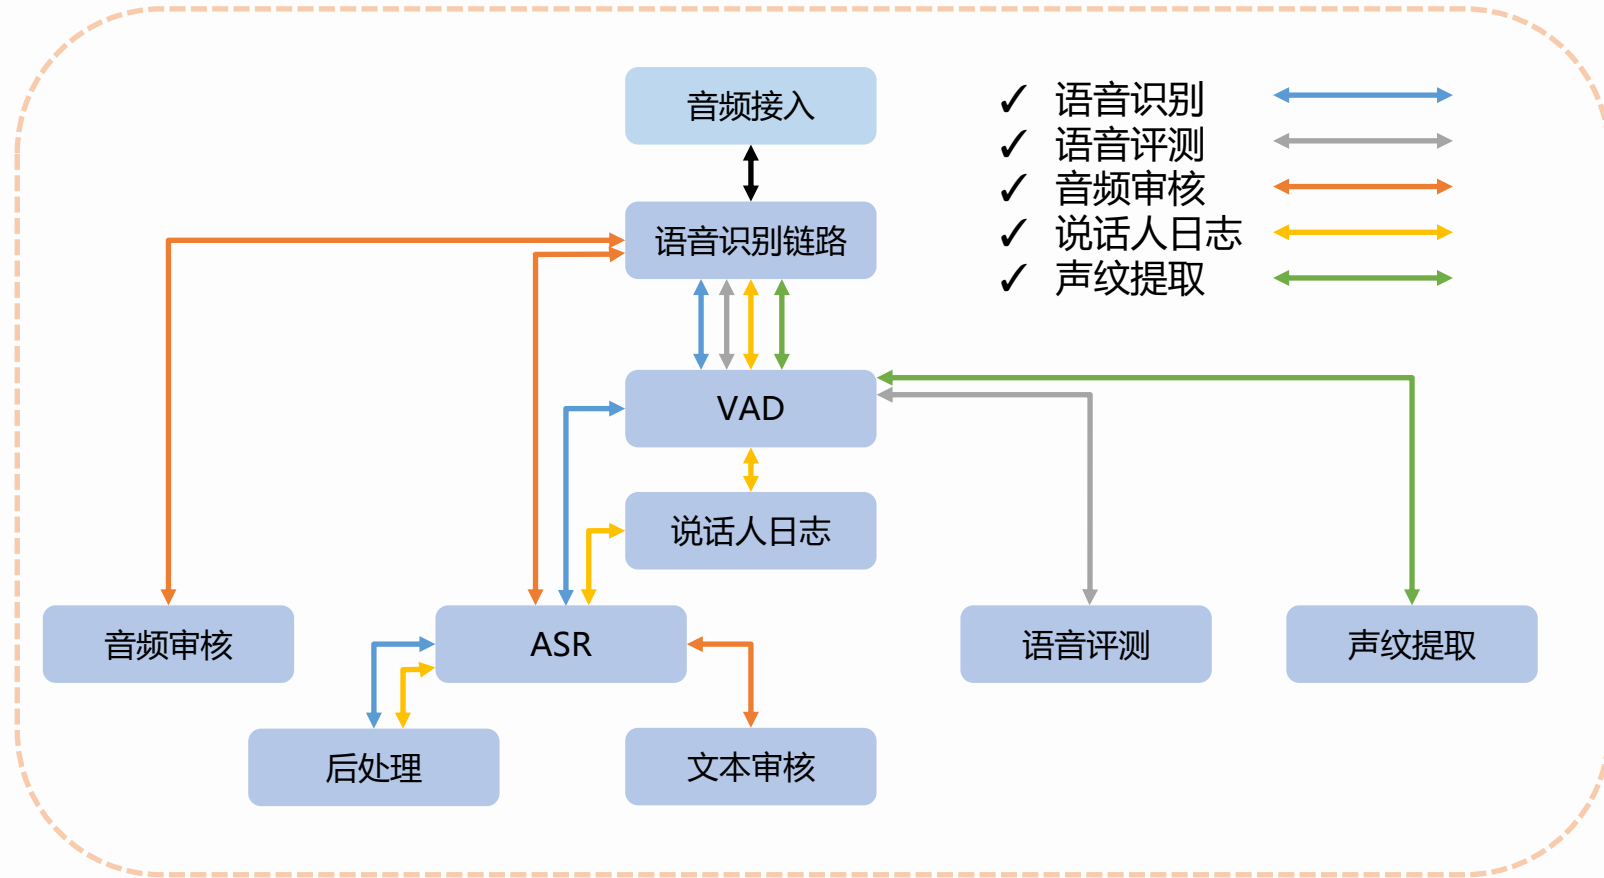 音频接入
✓ 语音识别
✓ 语音评测
✓ 音频审核
✓ 说话人日志
✓ 声纹提取
语音识别链路
VAD
说话人日志
音频审核
ASR
语音评测
声纹提取
后处理
文本审核